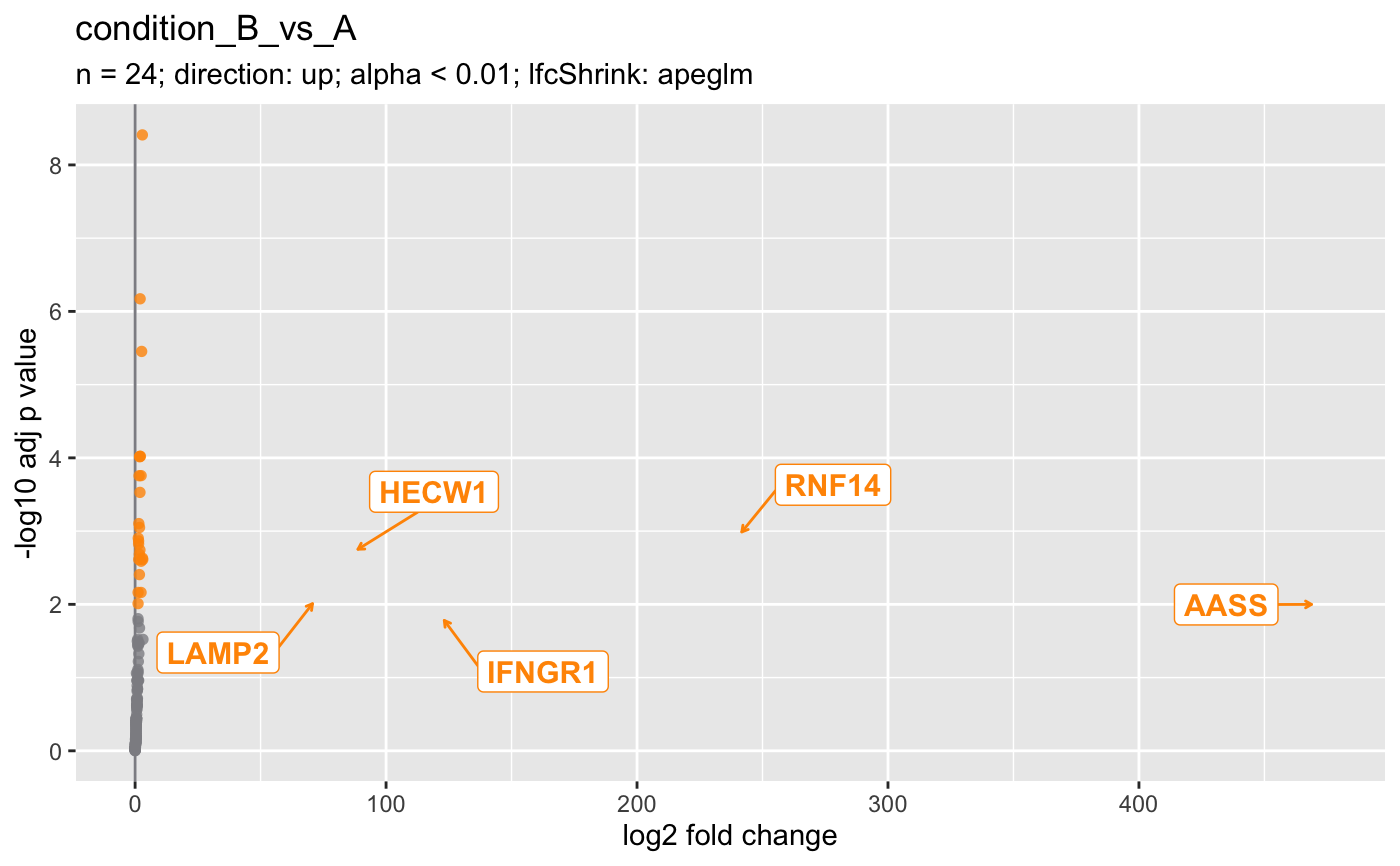 condition_B_vs_A
n = 24; direction: up; alpha < 0.01; lfcShrink: apeglm
-log10 adj p value
8
6
4
2
0
HECW1
RNF14
AASS
LAMP2
IFNGR1
0 100 200 300 400
log2 fold change